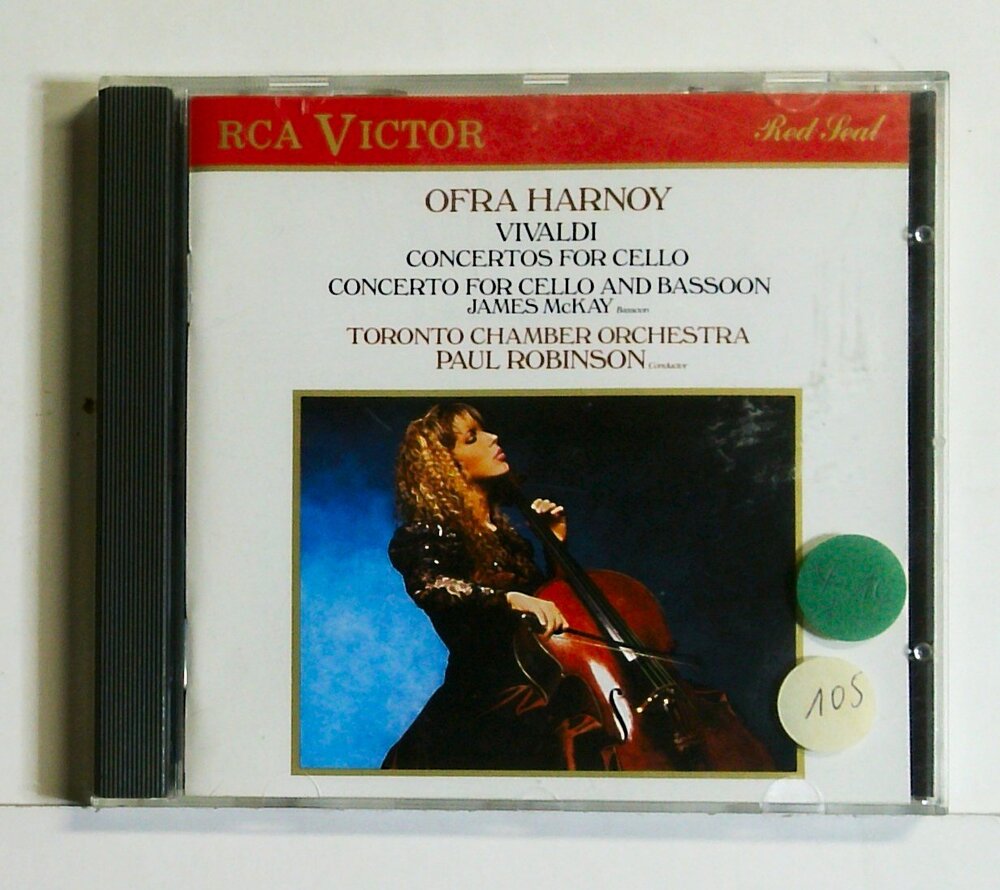 RCA VICTOR Red Seal
OFRA HARNOY
VIVALDI
CONCERTOS FOR CELLO
CONCERTO FOR CELLO AND BASSOON
JAMES McKAY Bassoon
TORONTO CHAMBER ORCHESTRA
PAUL ROBINSON Conductor
105